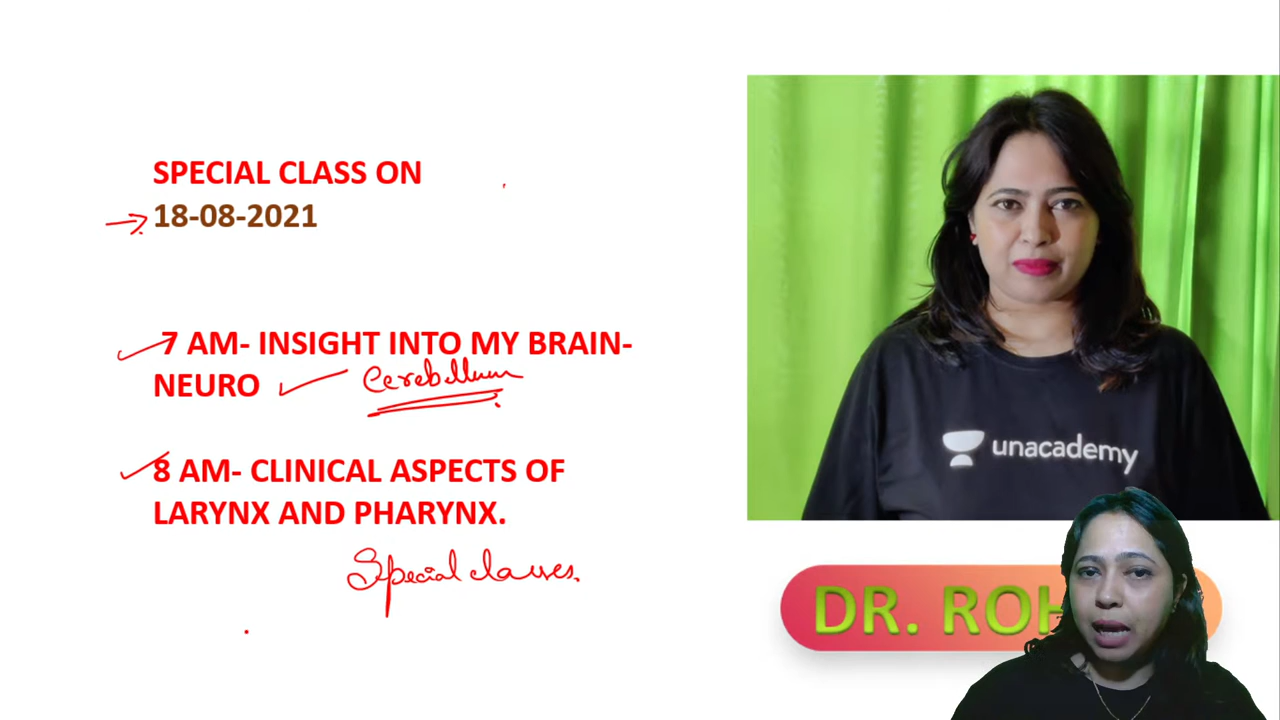 SPECIAL CLASS ON
18-08-2021
7 AM- INSIGHT INTO MY BRAIN-
NEURO
Cerebellum
8 AM- CLINICAL ASPECTS OF
LARYNX AND PHARYNX.
Special classes.
unacademy
DR.